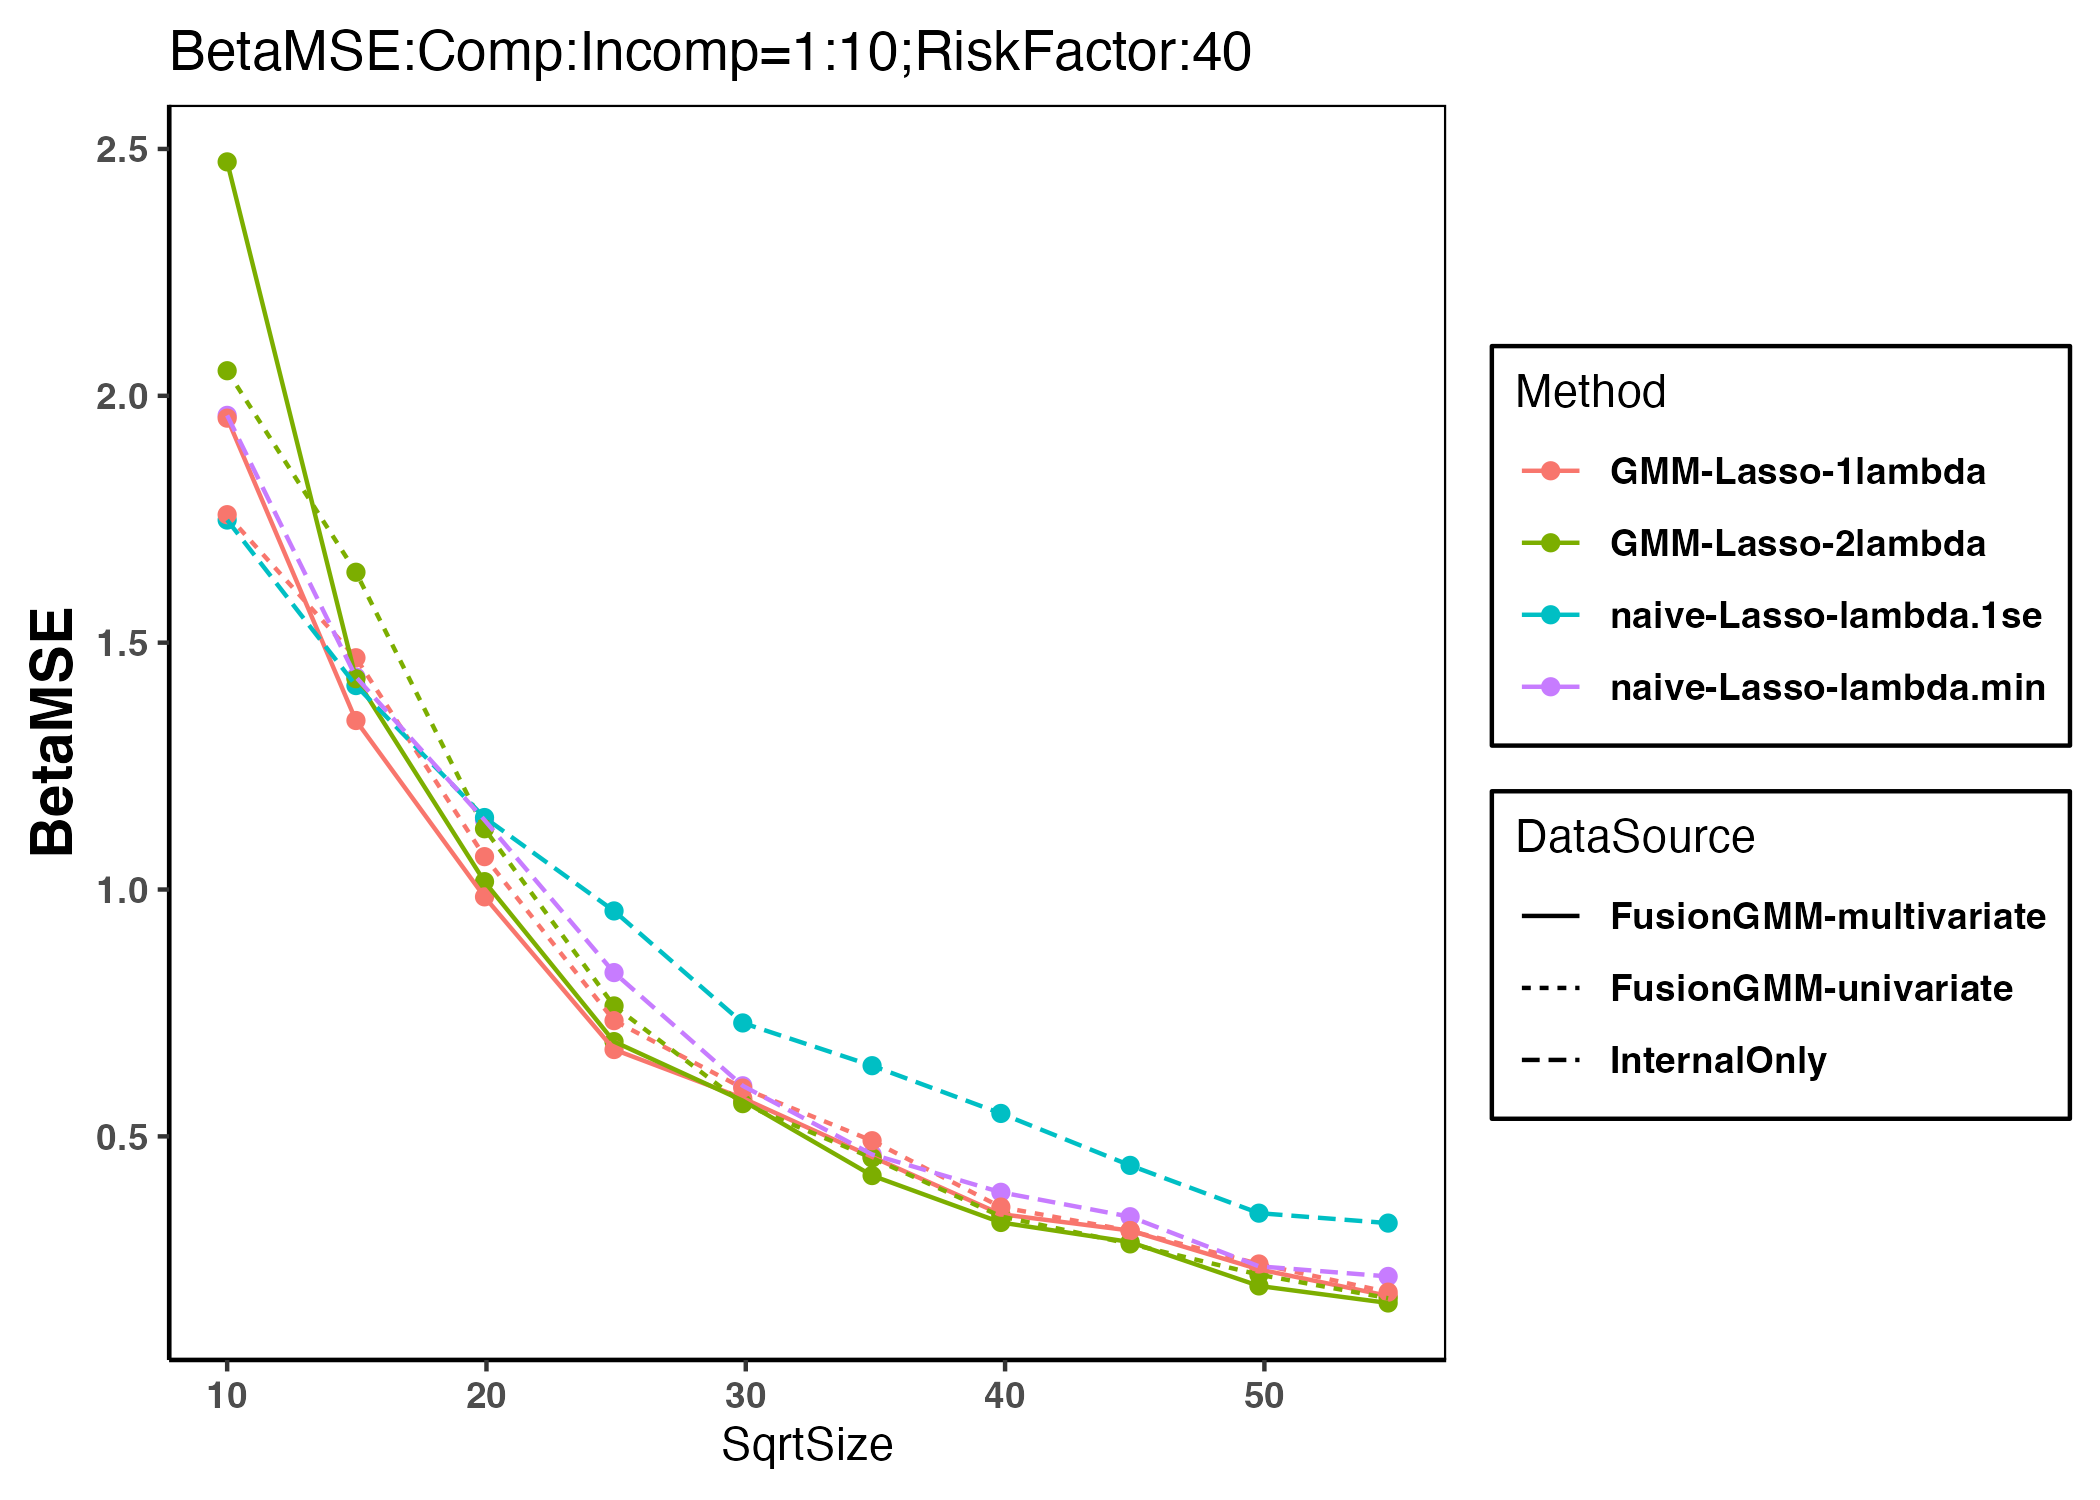 BetaMSE:Comp:Incomp=1:10;RiskFactor:40
BetaMSE
2.5
2.0
1.5
1.0
0.5
10 20 30 40 50
SqrtSize
Method
GMM-Lasso-1lambda
GMM-Lasso-2lambda
naive-Lasso-lambda.1se
naive-Lasso-lambda.min
DataSource
FusionGMM-multivariate
FusionGMM-univariate
InternalOnly